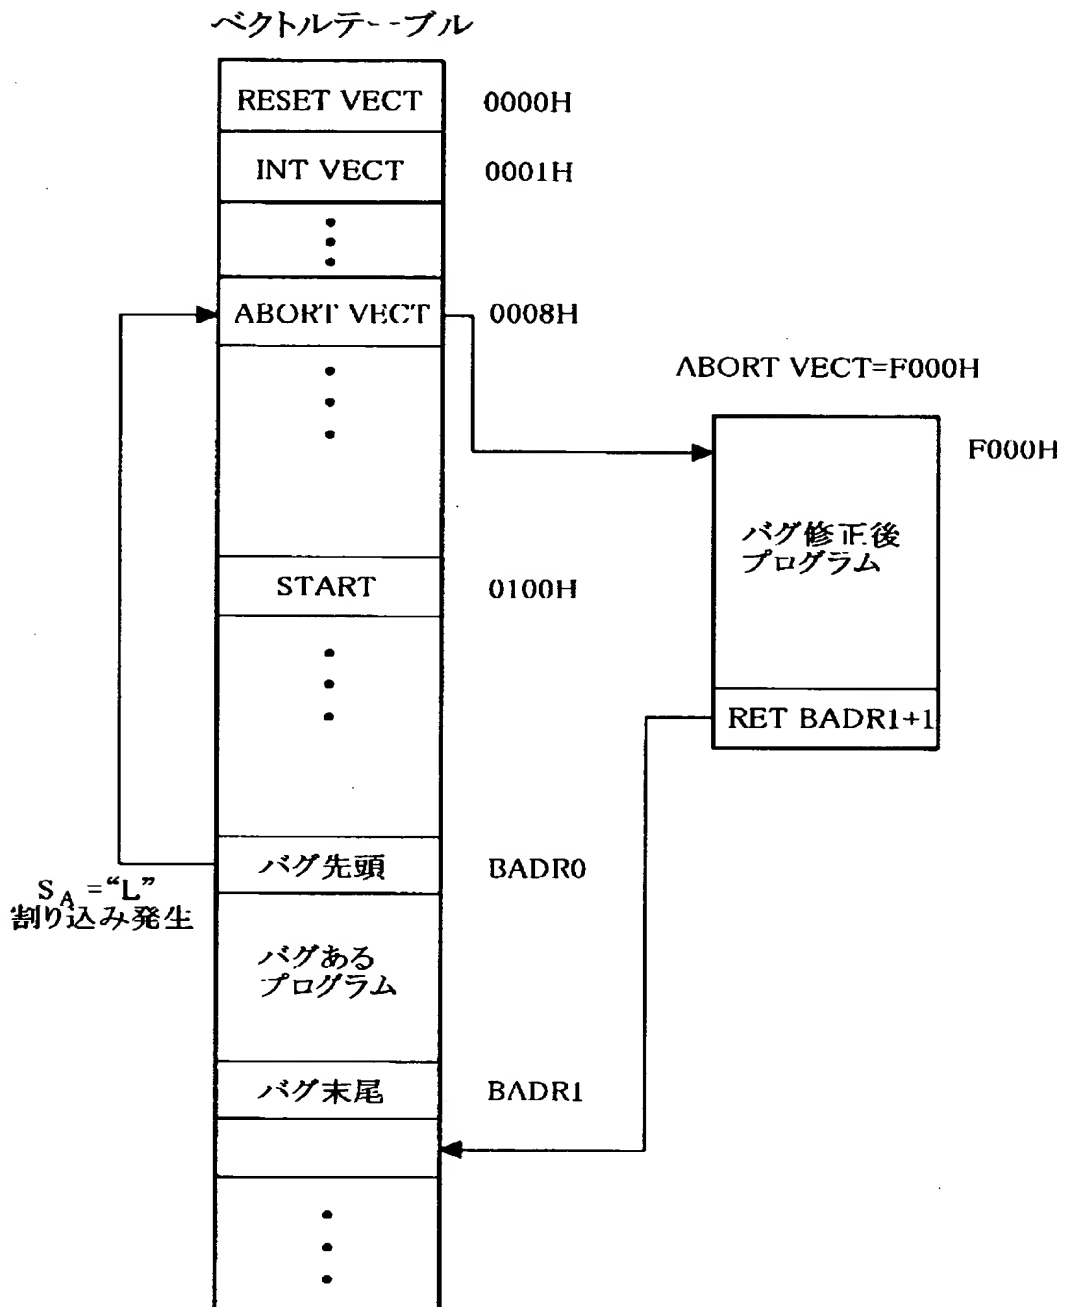 ベクトルテーブル
RESET VECT 0000H
INT VECT 0001H
ABORT VECT 0008H
ABORT VECT=F000H
F000H
バグ修正後
プログラム
START 0100H
RET BADR1+1
バグ先頭 BADR0
SA="L"
割り込み発生
バグある
プログラム
バグ末尾 BADR1